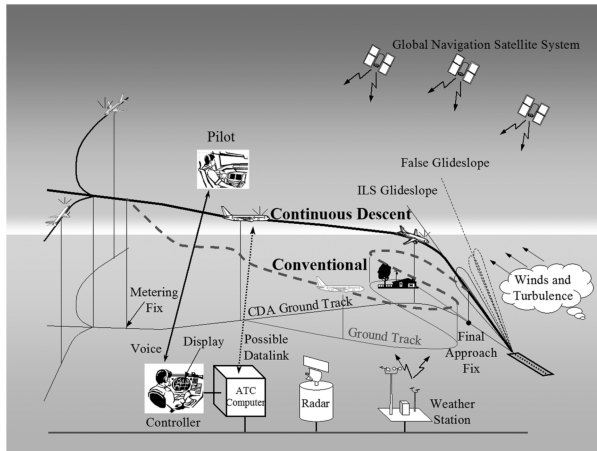 Global Navigation Satellite System
Pilot
False Glideslope
ILS Glideslope
Continuous Descent
Conventional
Winds and
Turbulence
Metering
Fix
CDA Ground Track
Ground Track
Final
Approach
Fix
Voice
Display
Possible
Datalink
ATC
Computer
Radar
Weather
Station
Controller